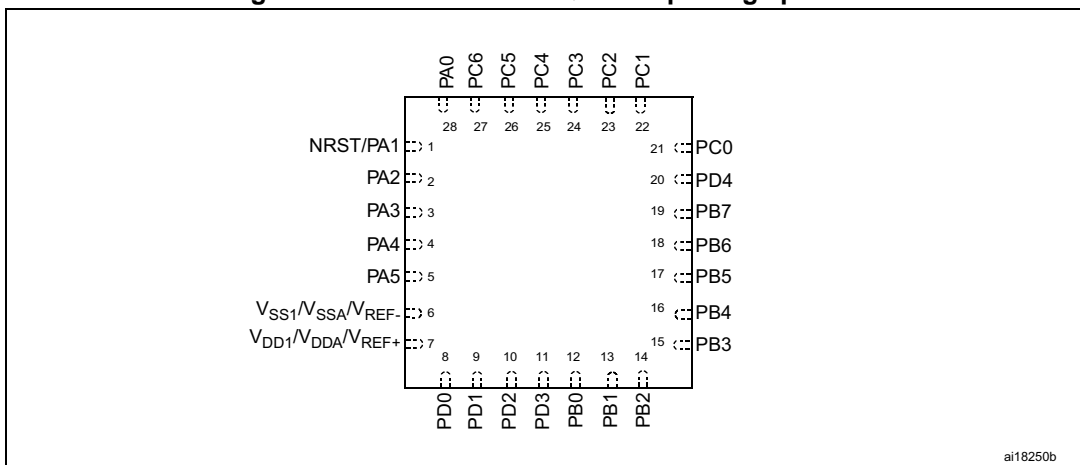 PA0 PC6 PC5 PC4 PC3 PC2 PC1
28 27 26 25 24 23 22
NRST/PA1 1 21 PC0
PA2 2 20 PD4
PA3 3 19 PB7
PA4 4 18 PB6
PA5 5 17 PB5
VSS1/VSSA/VREF- 6 16 PB4
VDD1/VDDA/VREF+ 7 15 PB3
8 9 10 11 12 13 14
PD0 PD1 PD2 PD3 PB0 PB1 PB2
ai18250b